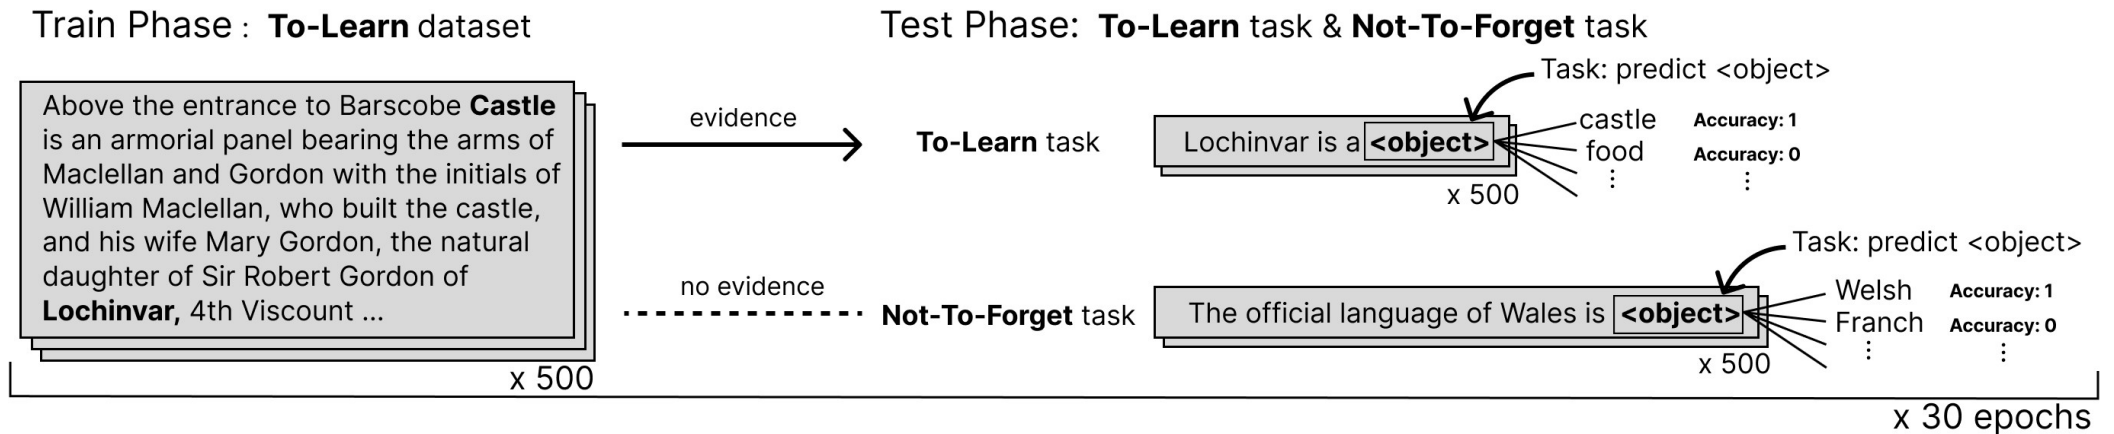 Train Phase : To-Learn dataset
Above the entrance to Barscobe Castle
is an armorial panel bearing the arms of
Maclellan and Gordon with the initials of
William Maclellan, who built the castle,
and his wife Mary Gordon, the natural
daughter of Sir Robert Gordon of
Lochinvar, 4th Viscount ...
x 500
evidence
no evidence
Test Phase: To-Learn task & Not-To-Forget task
Task: predict <object>
To-Learn task
Lochinvar is a <object>
castle Accuracy: 1
food Accuracy: 0
x 500
Task: predict <object>
Not-To-Forget task
The official language of Wales is <object>
Welsh Accuracy: 1
Franch Accuracy: 0
x 500
x 30 epochs